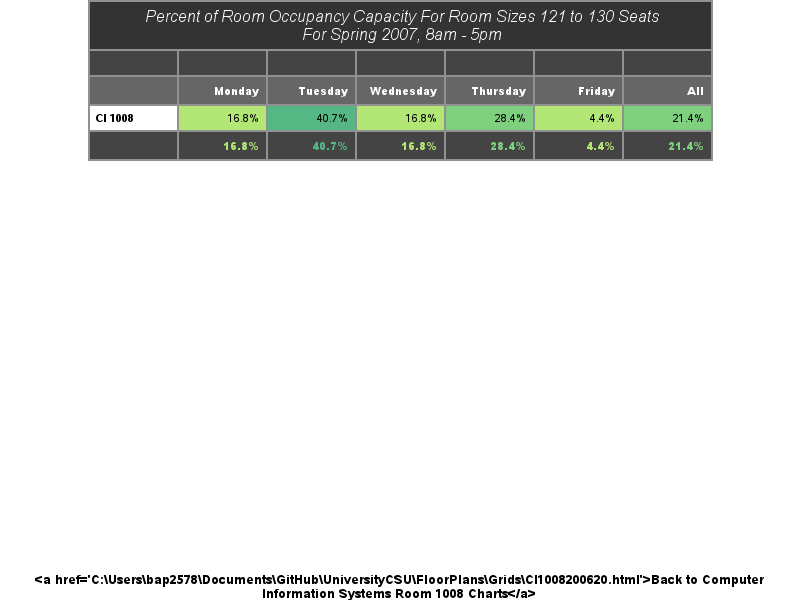 Percent of Room Occupancy Capacity For Room Sizes 121 to 130 Seats
For Spring 2007, 8am - 5pm
Monday Tuesday Wednesday Thursday Friday All
CI 1008 16.8% 40.7% 16.8% 28.4% 4.4% 21.4%
16.8% 40.7% 16.8% 28.4% 4.4% 21.4%
<a href='C:\Users\bap2578\Documents\GitHub\UniversityCSU\FloorPlans\Grids\CI1008200620.html'>Back to Computer
Information Systems Room 1008 Charts</a>